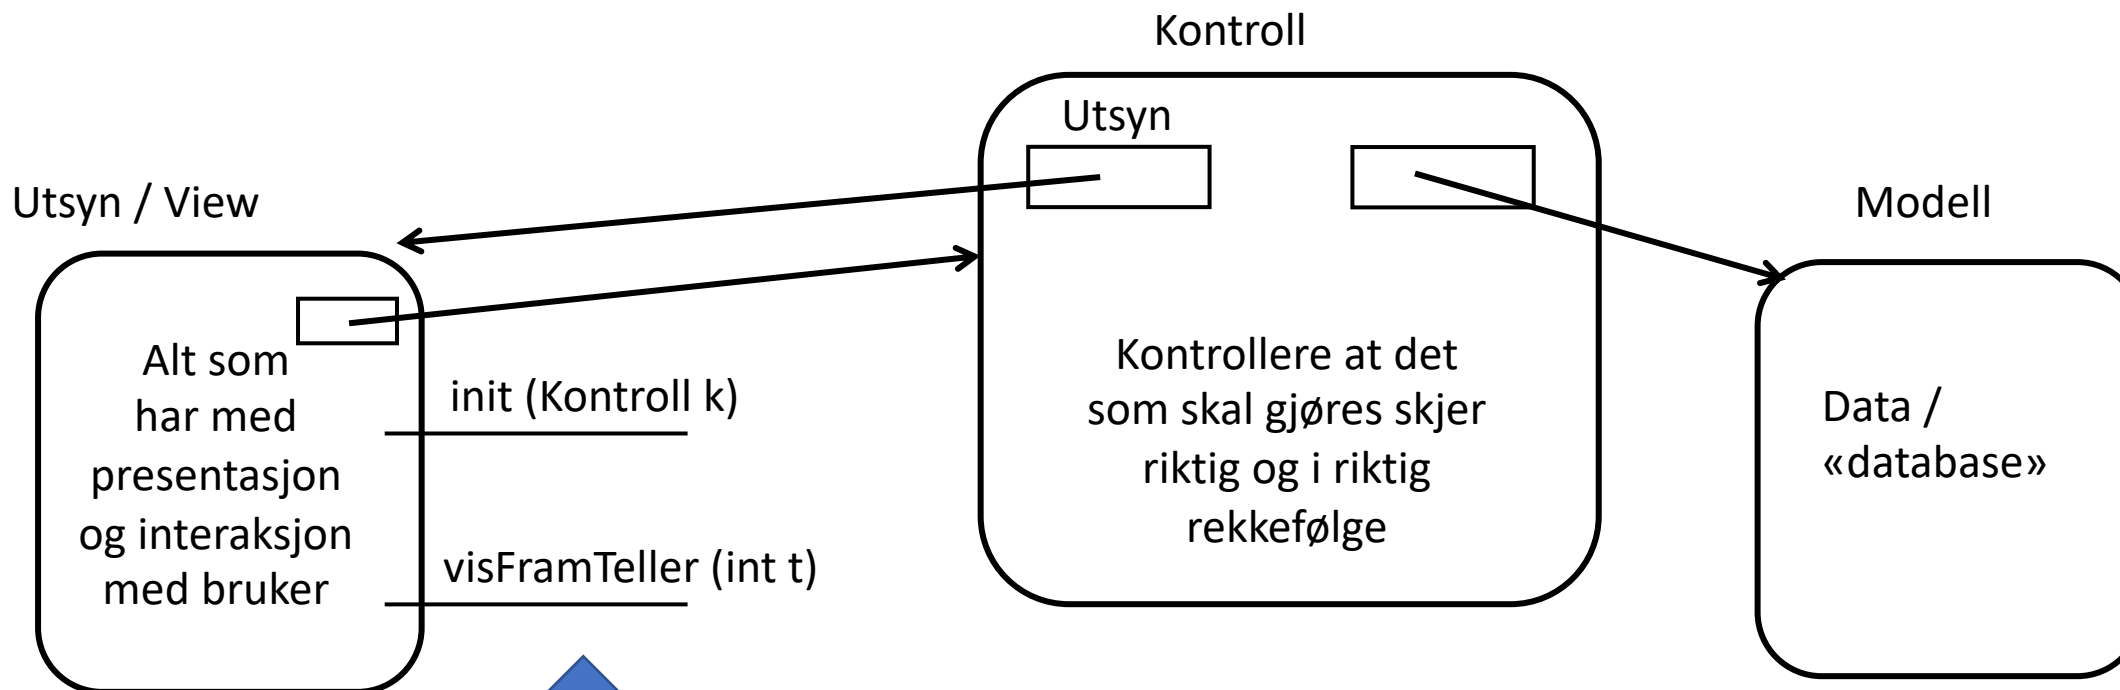 Kontroll
Utsyn
Utsyn / View
Modell
Alt som
har med
presentasjon
og interaksjon
med bruker
init (Kontroll k)
visFramTeller (int t)
Kontrollere at det
som skal gjøres skjer
riktig og i riktig
rekkefølge
Data /
«database»